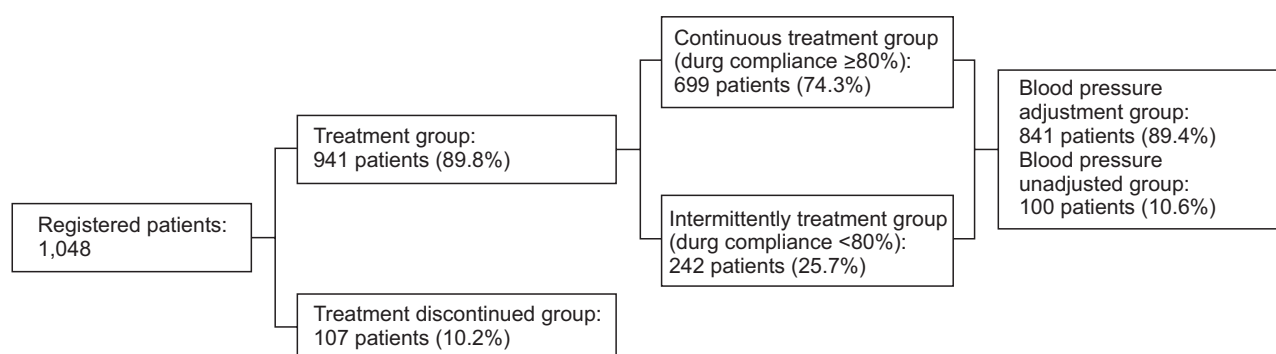 Registered patients:
1,048
Treatment group:
941 patients (89.8%)
Treatment discontinued group:
107 patients (10.2%)
Continuous treatment group
(durg compliance ≥80%):
699 patients (74.3%)
Intermittently treatment group
(durg compliance <80%):
242 patients (25.7%)
Blood pressure
adjustment group:
841 patients (89.4%)
Blood pressure
unadjusted group:
100 patients (10.6%)